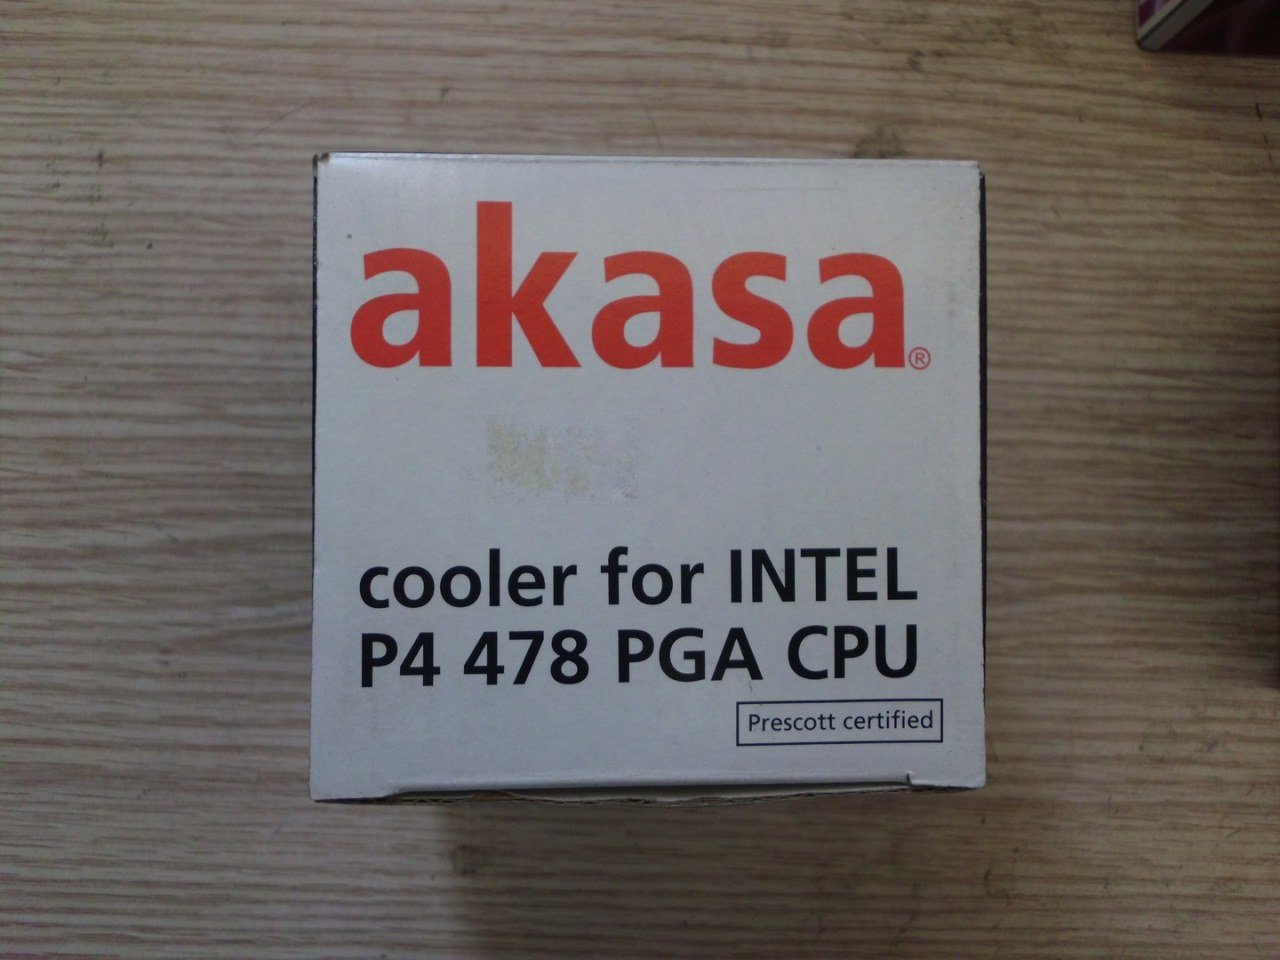 akasa®
cooler for INTEL
P4 478 PGA CPU
Prescott certified